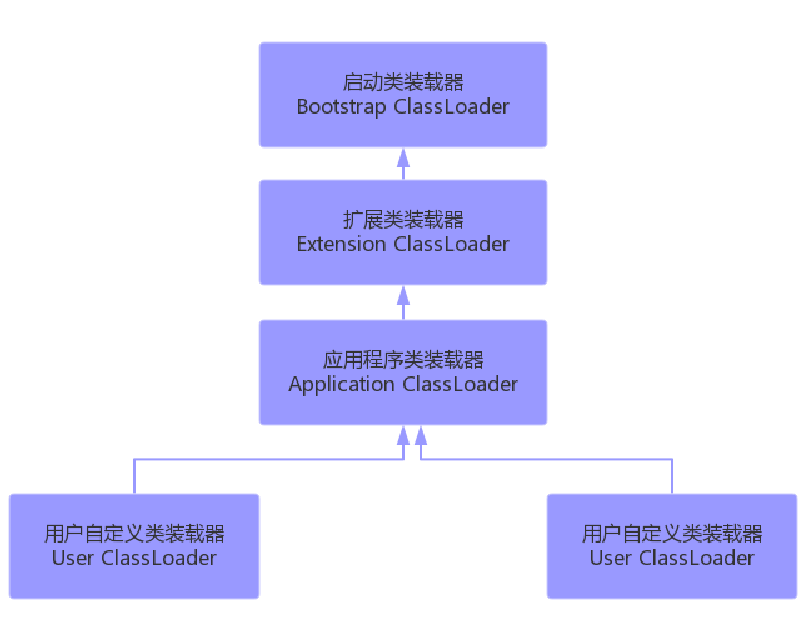 启动类装载器
Bootstrap ClassLoader
扩展类装载器
Extension ClassLoader
应用程序类装载器
Application ClassLoader
用户自定义类装载器
User ClassLoader
用户自定义类装载器
User ClassLoader